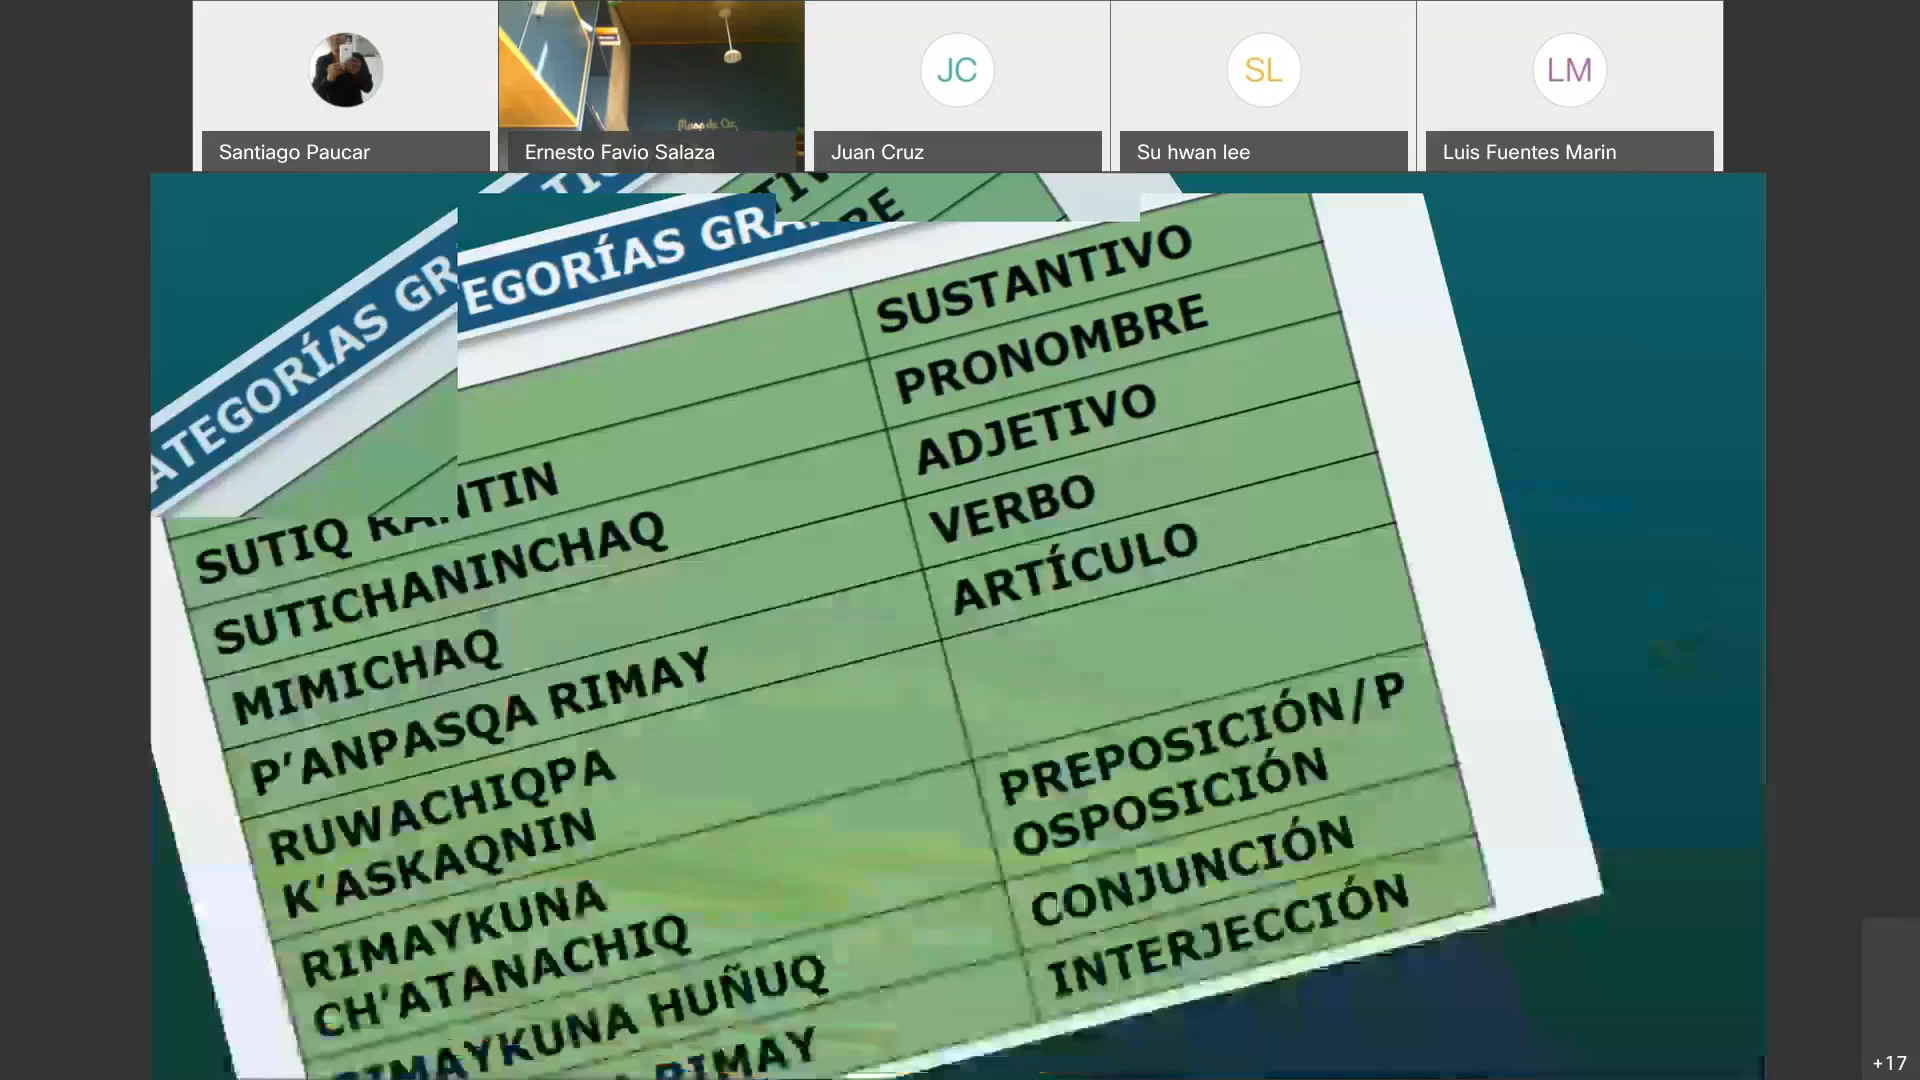 JC
SL
LM
Santiago Paucar
Ernesto Favio Salaza
Juan Cruz
Su hwan lee
Luis Fuentes Marin
ATEGORÍAS GR
EGORÍAS
SUSTANTIVO
SUTIQ
PRONOMBRE
SUTICHANINCHAQ
ADJETIVO
MIMICHAQ
VERBO
P'ANPASQA RIMAY
ARTÍCULO
RUWACHIQPA
K'ASKAQNIN
RIMAYKUNA
CH'ATANACHIQ
PREPOSICIÓN/P
OSPOSICIÓN
HUÑUQ
CONJUNCIÓN
INTERJECCIÓN
+17